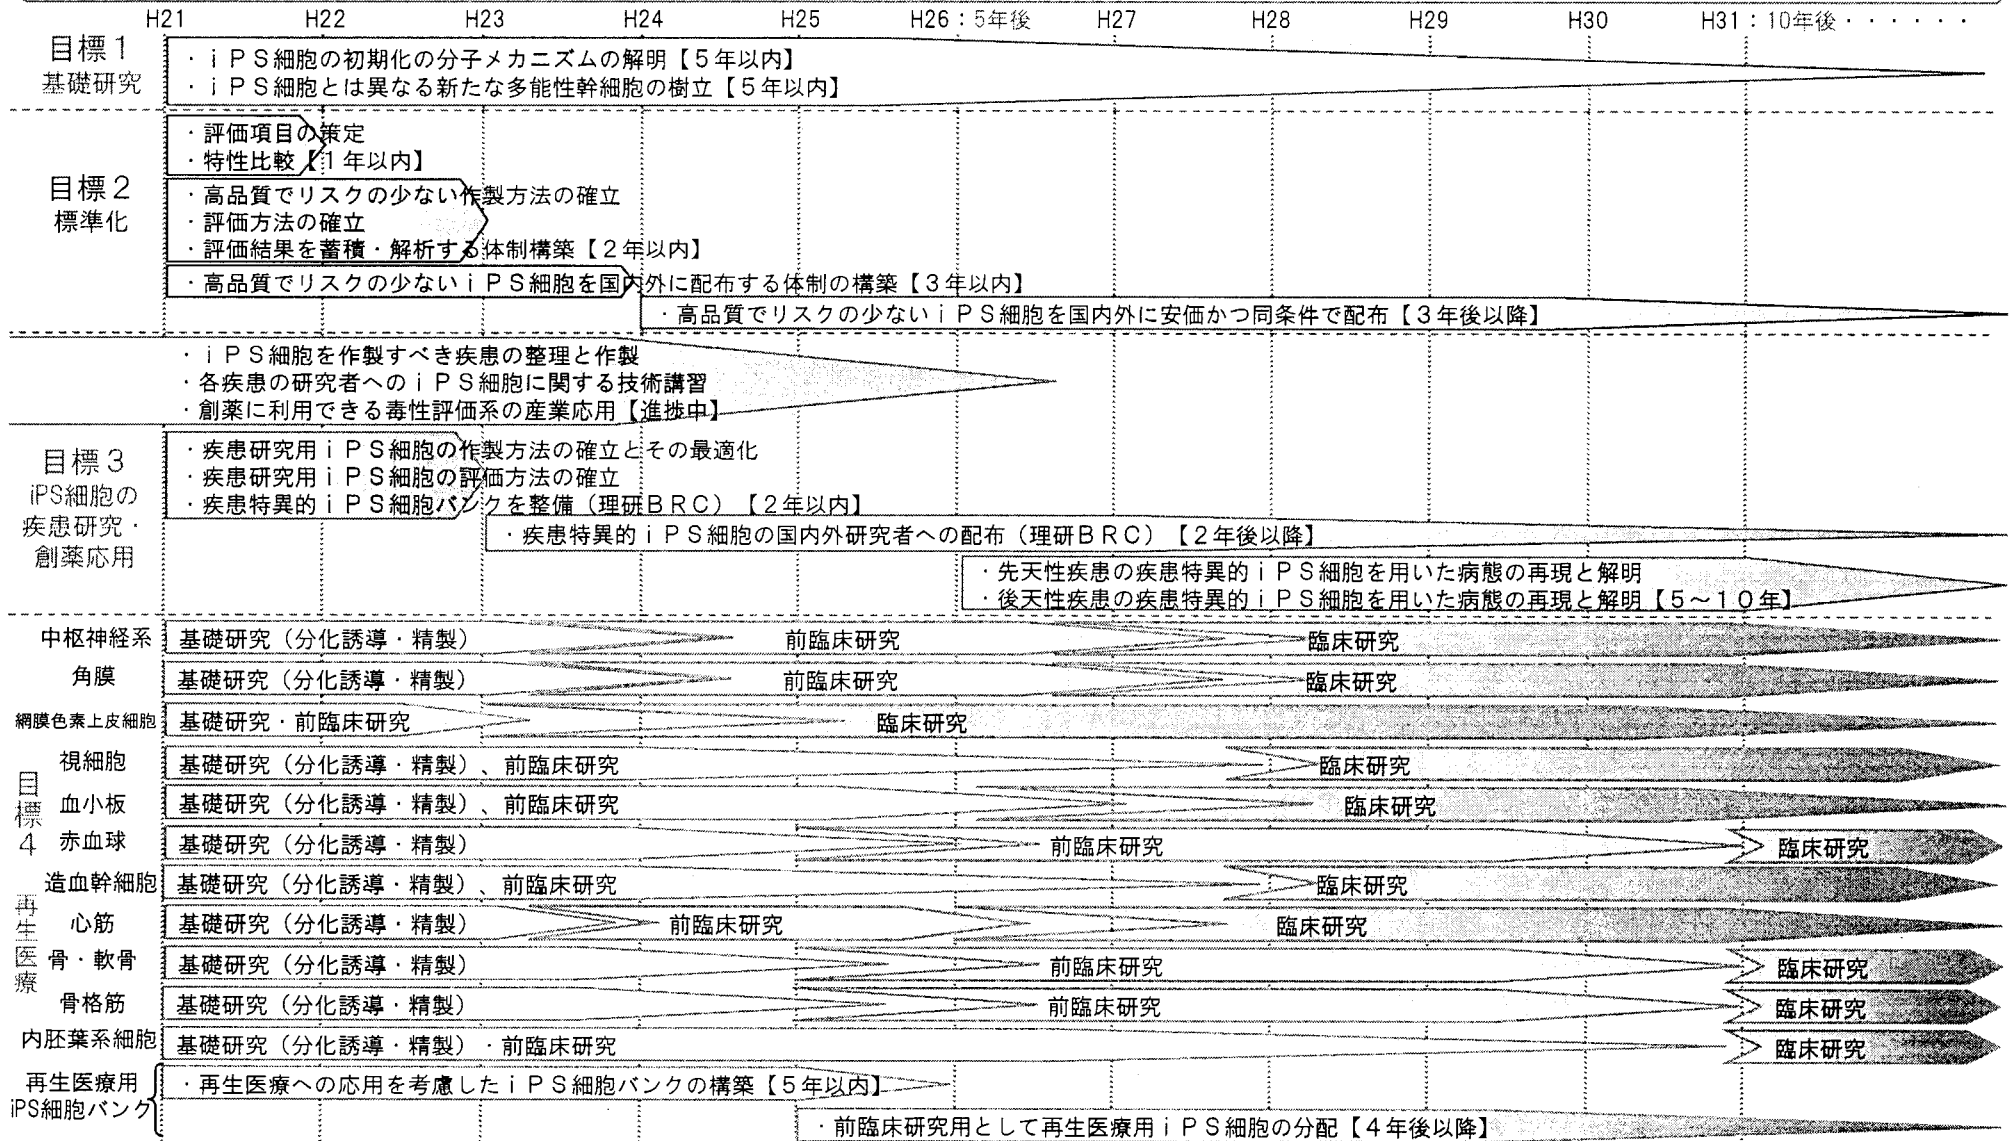 H21 H22 H23 H24 H25 H26：5年後 H27 H28 H29 H30 H31：10年後・・・・・・
目標1
基礎研究
・ｉＰＳ細胞の初期化の分子メカニズムの解明【５年以内】
・ｉＰＳ細胞とは異なる新たな多能性幹細胞の樹立【５年以内】
目標2
標準化
・評価項目の策定
・特性比較【１年以内】
・高品質でリスクの少ない作製方法の確立
・評価方法の確立
・評価結果を蓄積・解析する体制構築【２年以内】
・高品質でリスクの少ないｉＰＳ細胞を国内外に配布する体制の構築【３年以内】
・高品質でリスクの少ないｉＰＳ細胞を国内外に安価かつ同条件で配布【３年後以降】
目標3
iPS細胞の
疾患研究・
創薬応用
・ｉＰＳ細胞を作製すべき疾患の整理と作製
・各疾患の研究者へのｉＰＳ細胞に関する技術講習
・創薬に利用できる毒性評価系の産業応用【進捗中】
・疾患研究用ｉＰＳ細胞の作製方法の確立とその最適化
・疾患研究用ｉＰＳ細胞の評価方法の確立
・疾患特異的ｉＰＳ細胞バンクを整備（理研ＢＲＣ）【２年以内】
・疾患特異的ｉＰＳ細胞の国内外研究者への配布（理研ＢＲＣ）【２年後以降】
・先天性疾患の疾患特異的ｉＰＳ細胞を用いた病態の再現と解明
・後天性疾患の疾患特異的ｉＰＳ細胞を用いた病態の再現と解明【５～１０年】
目標4
再生医療
中枢神経系 基礎研究（分化誘導・精製） 前臨床研究 臨床研究
角膜 基礎研究（分化誘導・精製） 前臨床研究 臨床研究
網膜色素上皮細胞 基礎研究・前臨床研究 臨床研究
視細胞 基礎研究（分化誘導・精製）、前臨床研究 臨床研究
血小板 基礎研究（分化誘導・精製）、前臨床研究 臨床研究
赤血球 基礎研究（分化誘導・精製） 前臨床研究 臨床研究
造血幹細胞 基礎研究（分化誘導・精製）、前臨床研究 臨床研究
心筋 基礎研究（分化誘導・精製） 前臨床研究 臨床研究
骨・軟骨 基礎研究（分化誘導・精製） 前臨床研究 臨床研究
骨格筋 基礎研究（分化誘導・精製） 前臨床研究 臨床研究
内胚葉系細胞 基礎研究（分化誘導・精製）・前臨床研究 臨床研究
再生医療用
iPS細胞バンク
・再生医療への応用を考慮したｉＰＳ細胞バンクの構築【５年以内】
・前臨床研究用として再生医療用ｉＰＳ細胞の分配【４年後以降】